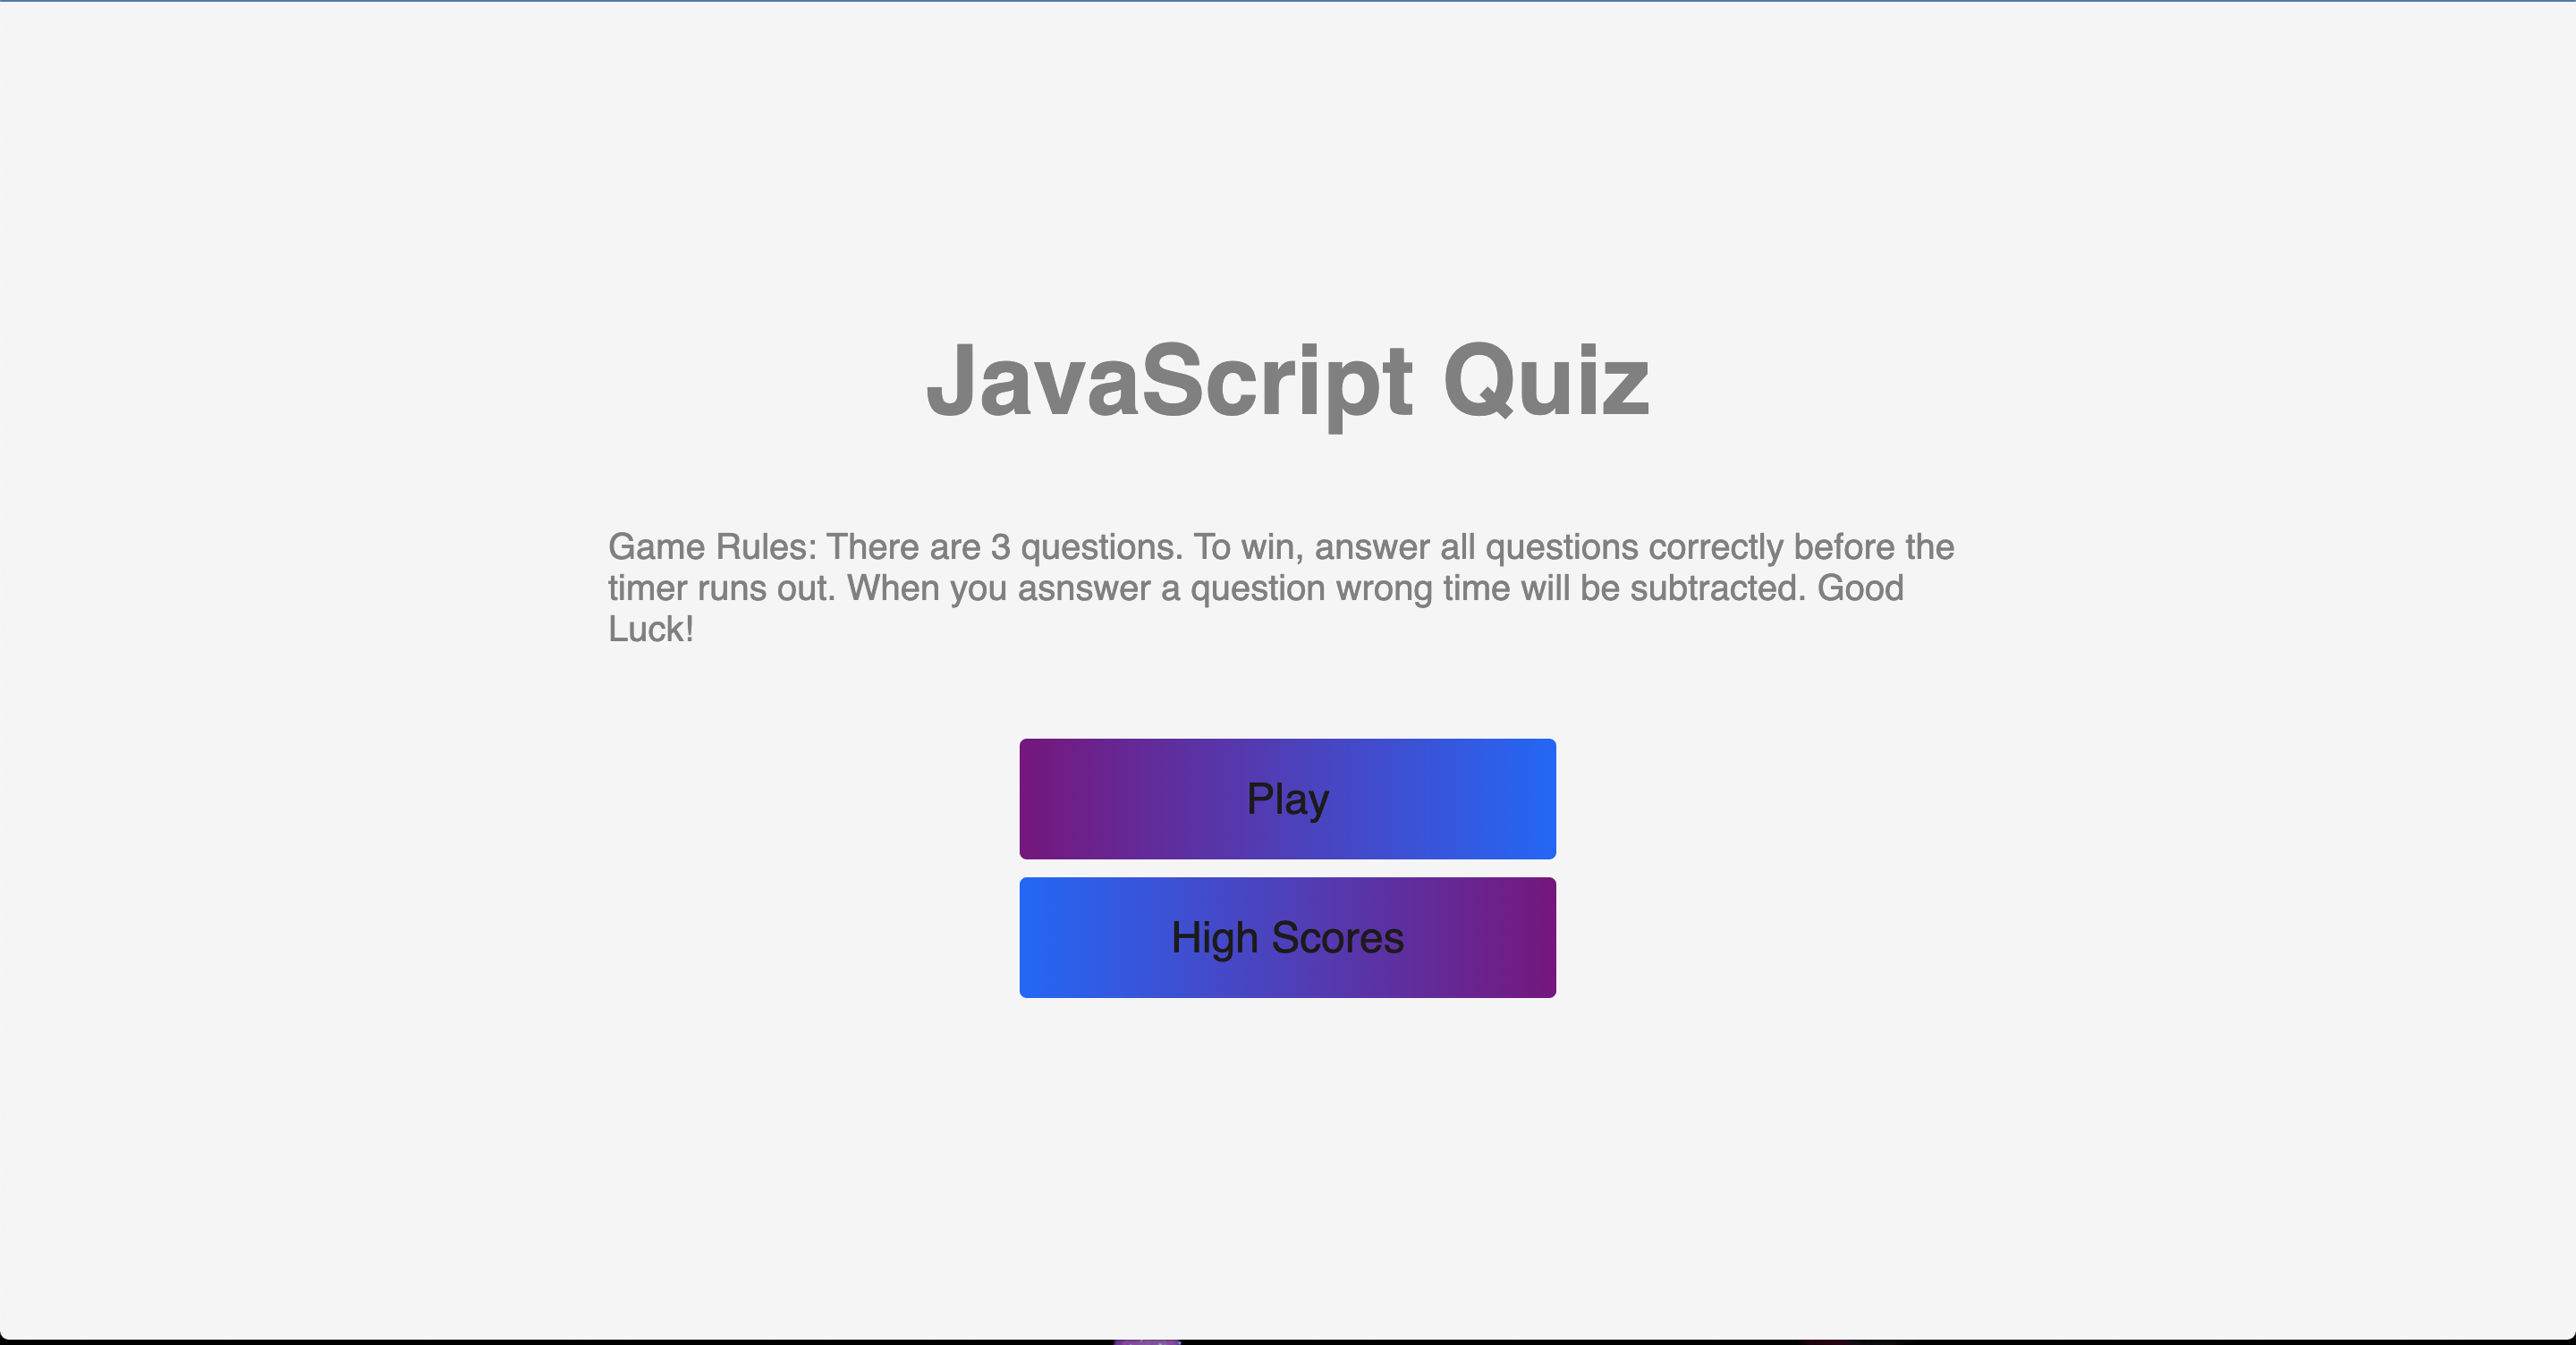 JavaScript Quiz
Game Rules: There are 3 questions. To win, answer all questions correctly before the
timer runs out. When you asnswer a question wrong time will be subtracted. Good
Luck!
Play
High Scores